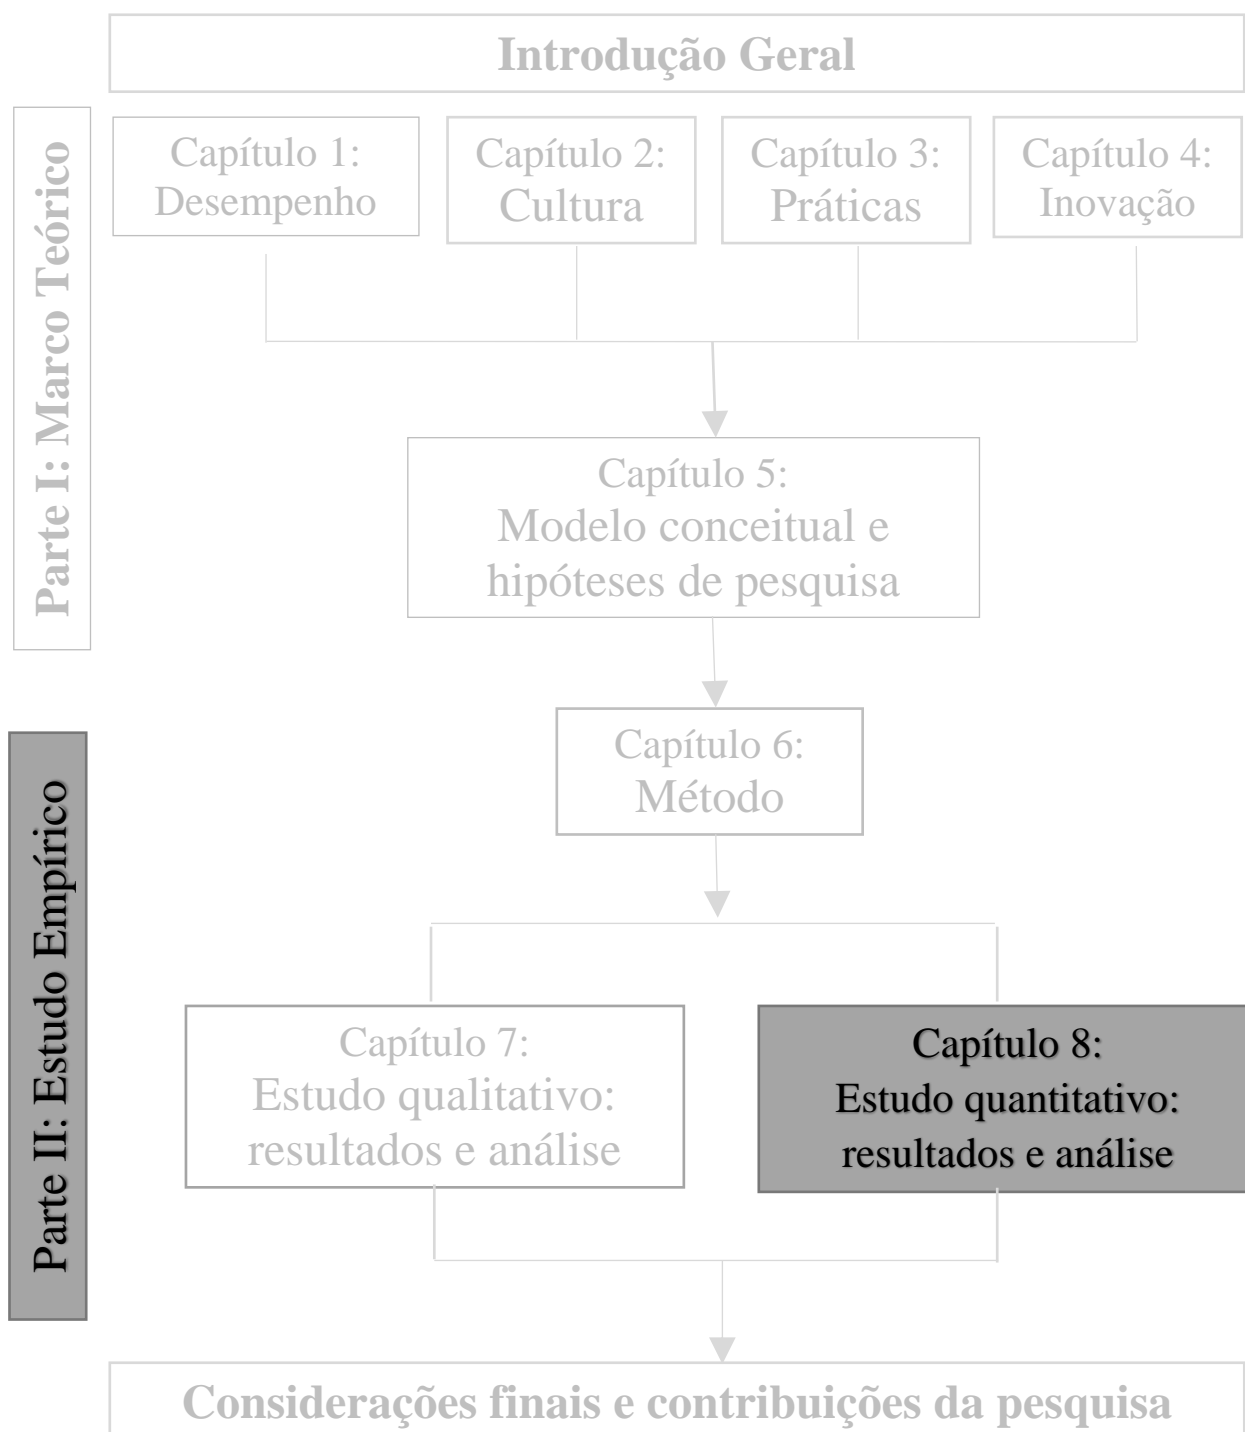 Introdução Geral
Parte I: Marco Teórico
Capítulo 1:
Desempenho
Capítulo 2:
Cultura
Capítulo 3:
Práticas
Capítulo 4:
Inovação
Capítulo 5:
Modelo conceitual e
hipóteses de pesquisa
Parte II: Estudo Empírico
Capítulo 6:
Método
Capítulo 7:
Estudo qualitativo:
resultados e análise
Capítulo 8:
Estudo quantitativo:
resultados e análise
Considerações finais e contribuições da pesquisa